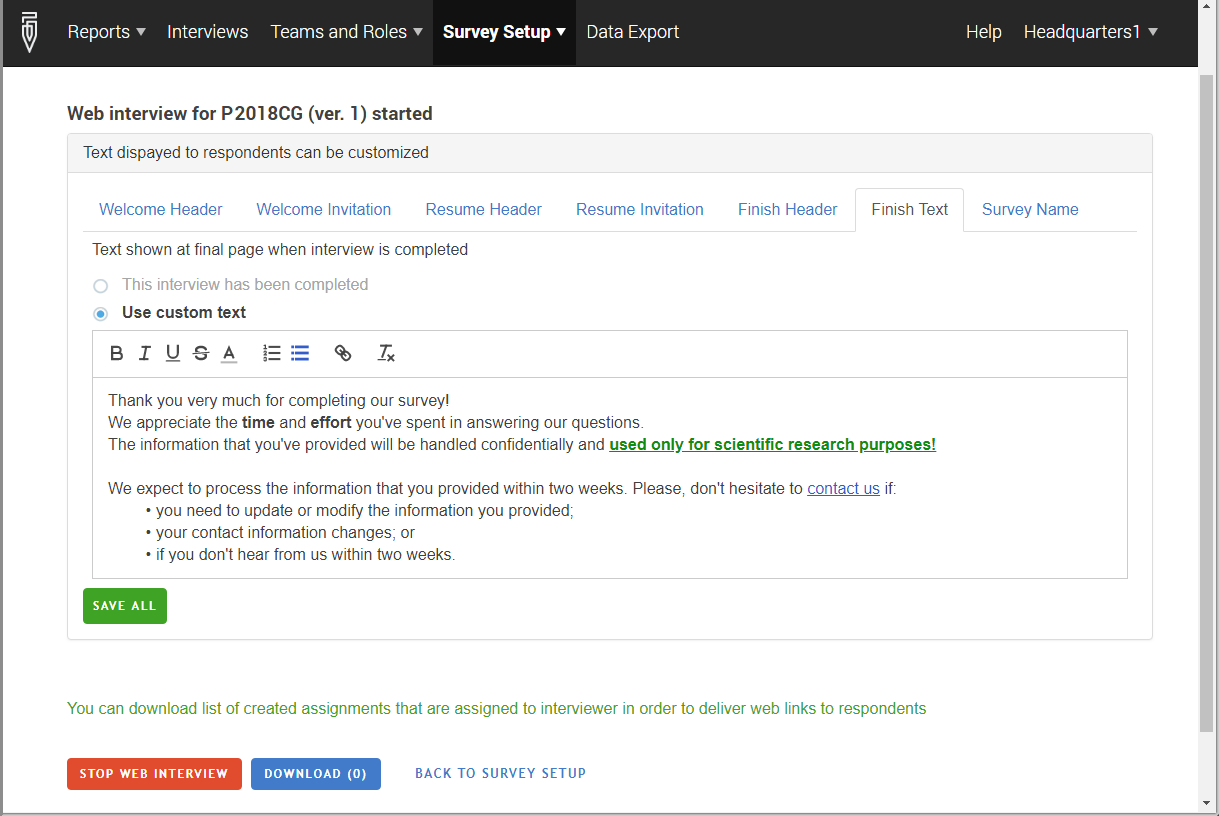 Reports Interviews Teams and Roles Survey Setup Data Export Help Headquarters1
Web interview for P2018CG (ver. 1) started
Text dispayed to respondents can be customized
Welcome Header Welcome Invitation Resume Header Resume Invitation Finish Header Finish Text Survey Name
Text shown at final page when interview is completed
This interview has been completed
Use custom text
B I U S A
Thank you very much for completing our survey!
We appreciate the time and effort you've spent in answering our questions.
The information that you've provided will be handled confidentially and used only for scientific research purposes!
We expect to process the information that you provided within two weeks. Please, don't hesitate to contact us if:
• you need to update or modify the information you provided;
• your contact information changes; or
• if you don't hear from us within two weeks.
SAVE ALL
You can download list of created assignments that are assigned to interviewer in order to deliver web links to respondents
STOP WEB INTERVIEW DOWNLOAD (0) BACK TO SURVEY SETUP